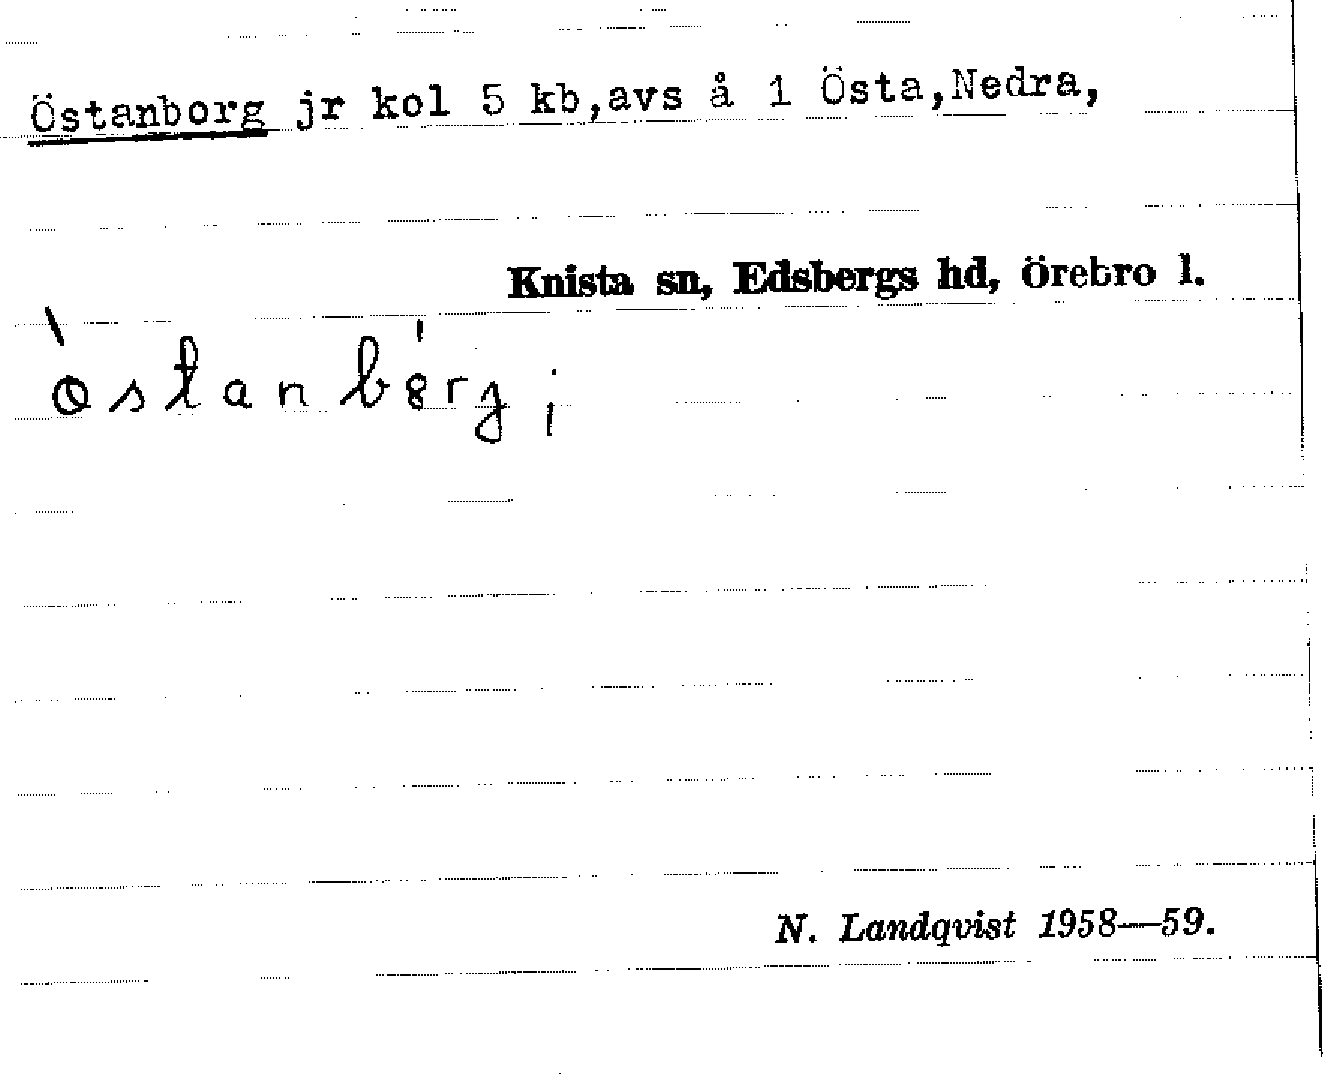 Östanborg jr kol 5 kb,avs å 1 Östa,Nedra,
Knista sn, Edsbergs hd, Örebro l.
N. Landqvist 1958—59.